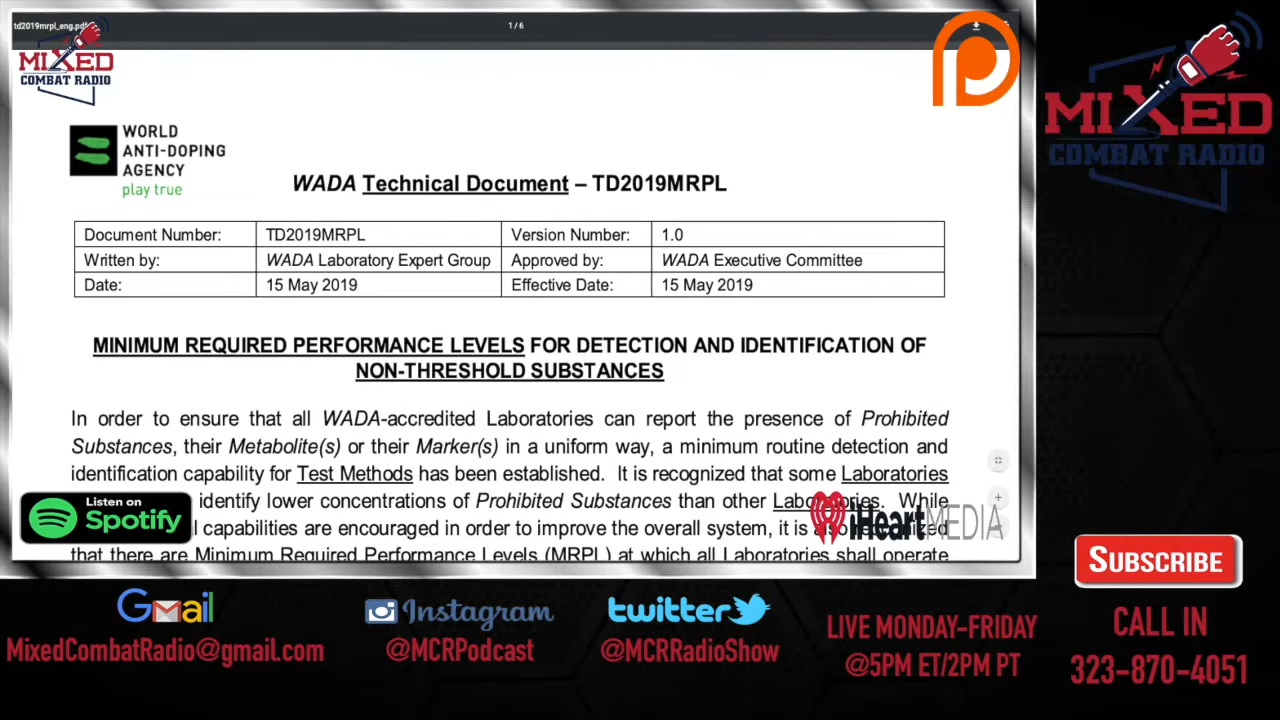 td2019mrpl_eng.pdf
1 / 6
MIXED
COMBAT RADIO
MIXED
COMBAT RADIO
WORLD
ANTI-DOPING
AGENCY
play true
WADA Technical Document – TD2019MRPL
Document Number: TD2019MRPL Version Number: 1.0
Written by: WADA Laboratory Expert Group Approved by: WADA Executive Committee
Date: 15 May 2019 Effective Date: 15 May 2019
MINIMUM REQUIRED PERFORMANCE LEVELS FOR DETECTION AND IDENTIFICATION OF
NON-THRESHOLD SUBSTANCES
In order to ensure that all WADA-accredited Laboratories can report the presence of Prohibited
Substances, their Metabolite(s) or their Marker(s) in a uniform way, a minimum routine detection and
identification capability for Test Methods has been established. It is recognized that some Laboratories
identify lower concentrations of Prohibited Substances than other Laboratories. While
capabilities are encouraged in order to improve the overall system, it is also
that there are Minimum Required Performance Levels (MRPL) at which all Laboratories shall operate
Listen on
Spotify
iHeartMEDIA
SUBSCRIBE
Gmail
MixedCombatRadio@gmail.com
Instagram
@MCRPodcast
twitter
@MCRRadioShow
LIVE MONDAY-FRIDAY
@5PM ET/2PM PT
CALL IN
323-870-4051